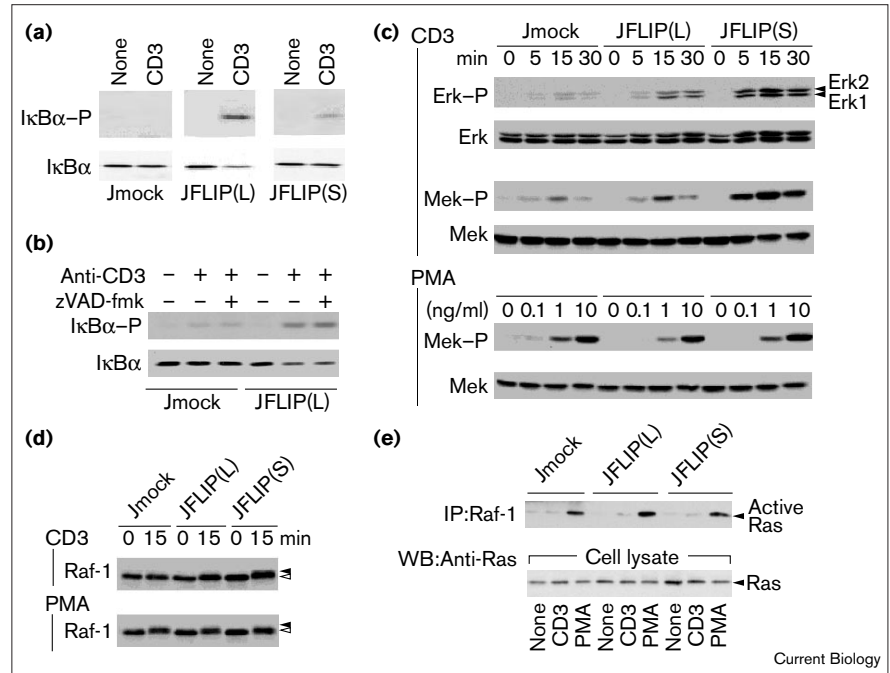 (a)
None CD3 None CD3 None CD3
IκBα–P
IκBα
Jmock JFLIP(L) JFLIP(S)
(b)
Anti-CD3 – + + – + +
zVAD-fmk – – + – – +
IκBα–P
IκBα
Jmock JFLIP(L)
(c)
CD3 Jmock JFLIP(L) JFLIP(S)
min 0 5 15 30 0 5 15 30 0 5 15 30
Erk–P Erk2
Erk1
Erk
Mek–P
Mek
PMA
(ng/ml) 0 0.1 1 10 0 0.1 1 10 0 0.1 1 10
Mek–P
Mek
(d)
Jmock JFLIP(L) JFLIP(S)
CD3 0 15 0 15 0 15 min
Raf-1
PMA
Raf-1
(e)
Jmock JFLIP(L) JFLIP(S)
IP:Raf-1 Active
Ras
WB:Anti-Ras Cell lysate
Ras
None CD3 PMA None CD3 PMA None CD3 PMA
Current Biology